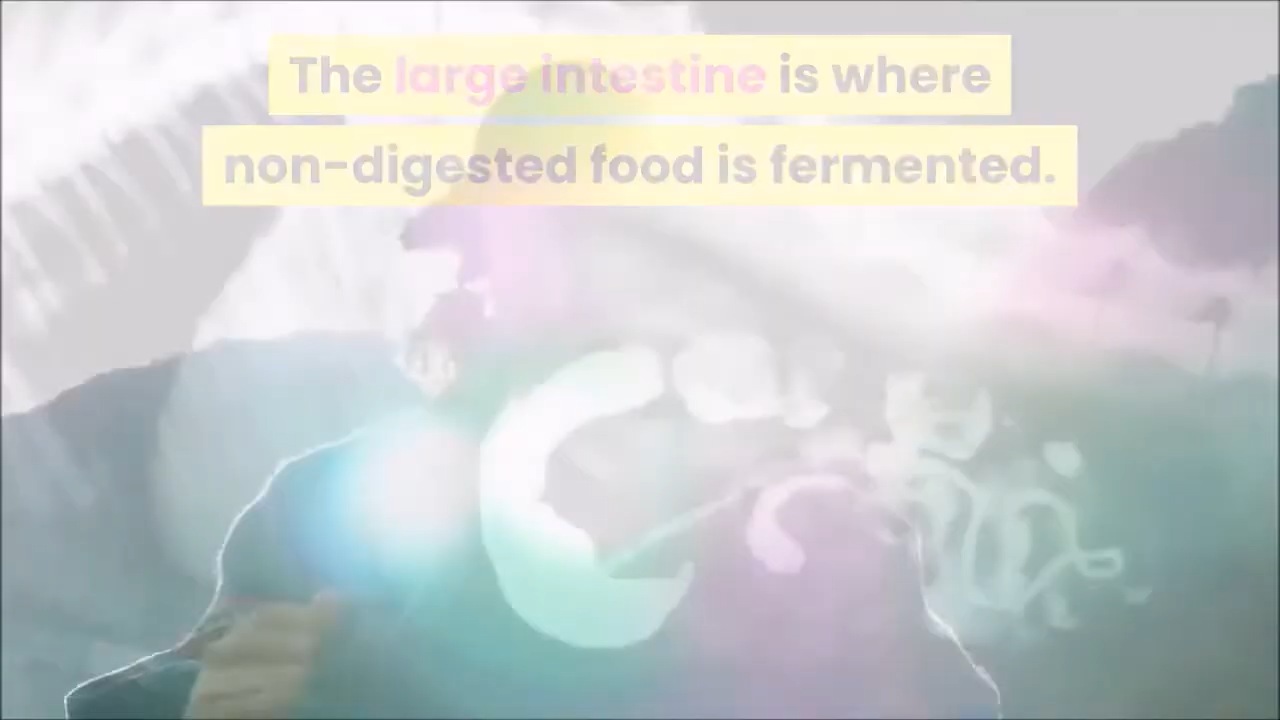 The large intestine is where
non-digested food is fermented.